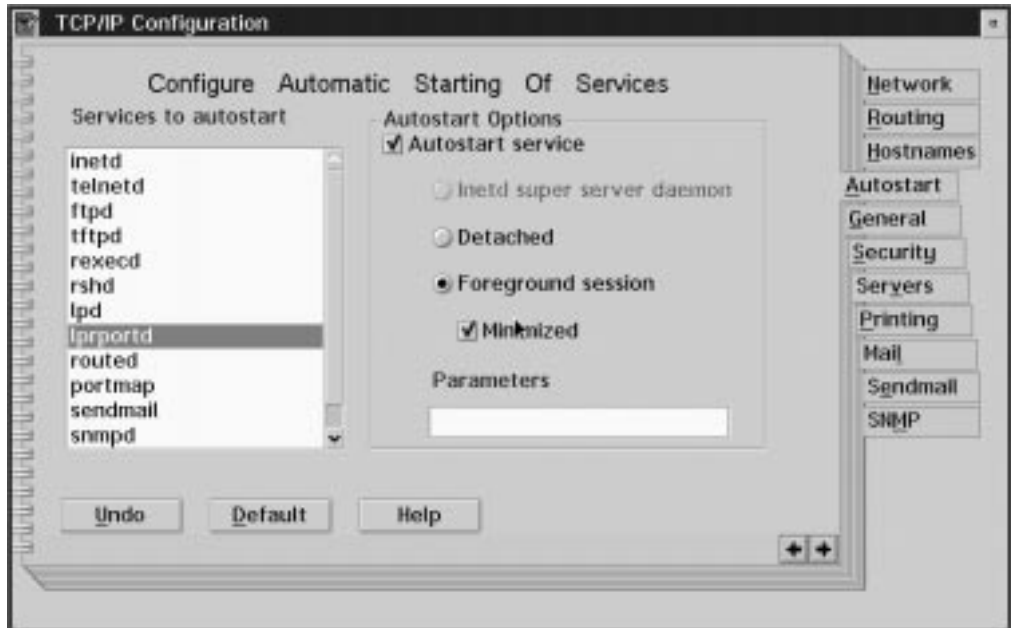 TCP/IP Configuration
Configure Automatic Starting Of Services
Services to autostart
inetd
telnetd
ftpd
tftpd
rexecd
rshd
lpd
lprportd
routed
portmap
sendmail
snmpd
Autostart Options
Autostart service
Inetd super server daemon
Detached
Foreground session
Minimized
Parameters
Undo
Default
Help
Network
Routing
Hostnames
Autostart
General
Security
Servers
Printing
Mail
Sendmail
SNMP